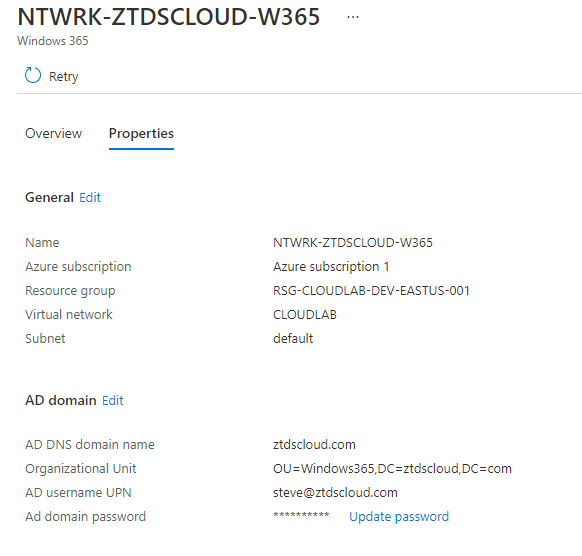 NTWRK-ZTDSCLOUD-W365 ...
Windows 365
Retry
Overview Properties
General Edit
Name NTWRK-ZTDSCLOUD-W365
Azure subscription Azure subscription 1
Resource group RSG-CLOUDLAB-DEV-EASTUS-001
Virtual network CLOUDLAB
Subnet default
AD domain Edit
AD DNS domain name ztdscloud.com
Organizational Unit OU=Windows365,DC=ztdscloud,DC=com
AD username UPN steve@ztdscloud.com
Ad domain password ********** Update password